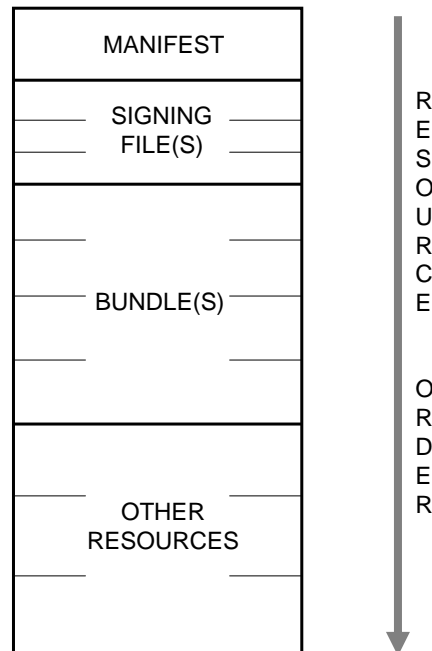 MANIFEST
SIGNING
FILE(S)
BUNDLE(S)
OTHER
RESOURCES
R
E
S
O
U
R
C
E
O
R
D
E
R